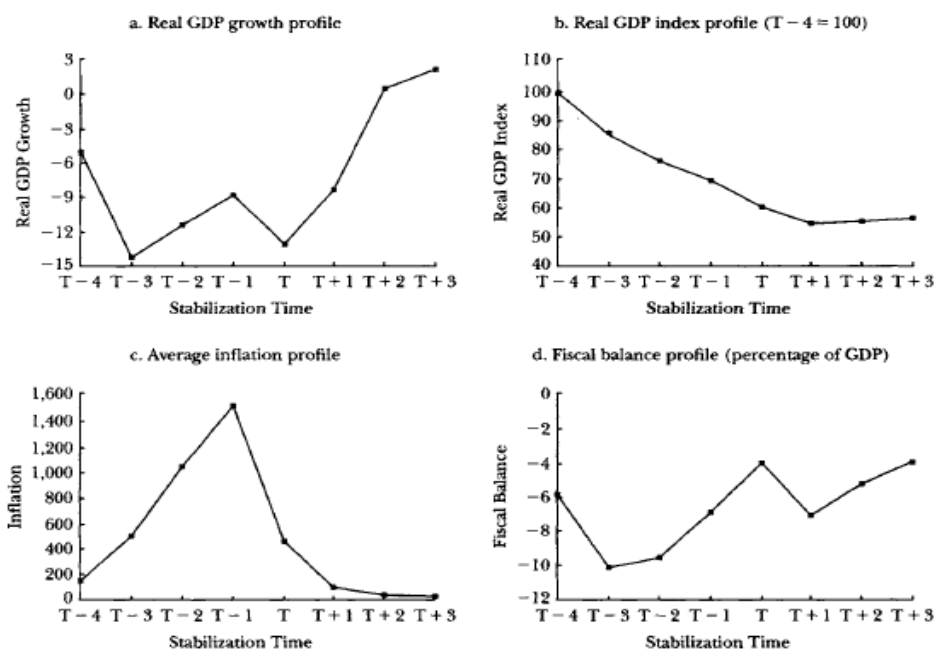 a. Real GDP growth profile
3
0
−3
−6
−9
−12
−15
Real GDP Growth
T − 4 T − 3 T − 2 T − 1 T T + 1 T + 2 T + 3
Stabilization Time
b. Real GDP index profile (T − 4 = 100)
110
100
90
80
70
60
50
40
Real GDP Index
T − 4 T − 3 T − 2 T − 1 T T + 1 T + 2 T + 3
Stabilization Time
c. Average inflation profile
1,600
1,400
1,200
1,000
800
600
400
200
0
Inflation
T − 4 T − 3 T − 2 T − 1 T T + 1 T + 2 T + 3
Stabilization Time
d. Fiscal balance profile (percentage of GDP)
0
−2
−4
−6
−8
−10
−12
Fiscal Balance
T − 4 T − 3 T − 2 T − 1 T T + 1 T + 2 T + 3
Stabilization Time